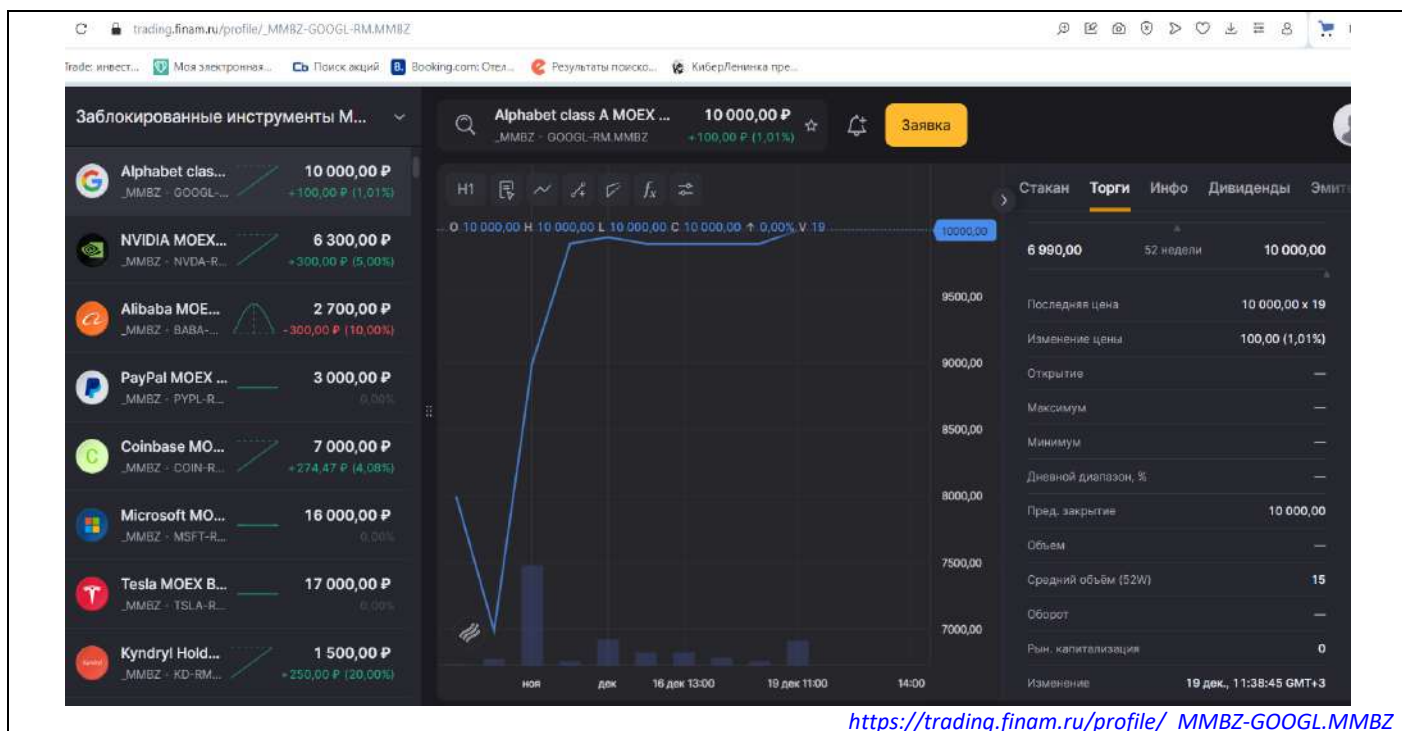 trading.finam.ru/profile/_MMBZ-GOOGL-RM.MMBZ
Trade: инвест... Моя электронная... Сь Поиск акций B. Booking.com: Отел... Результаты поиско... КиберЛенинка пре...
Заблокированные инструменты М...
Alphabet clas... 10 000,00 ₽
_MMBZ · GOOGL-... +100,00 ₽ (1,01%)
NVIDIA MOEX... 6 300,00 ₽
_MMBZ · NVDA-R... +300,00 ₽ (5,00%)
Alibaba MOE... 2 700,00 ₽
_MMBZ · BABA-... -300,00 ₽ (10,00%)
PayPal MOEX ... 3 000,00 ₽
_MMBZ · PYPL-R... 0,00%
Coinbase MO... 7 000,00 ₽
_MMBZ · COIN-R... +274,47 ₽ (4,08%)
Microsoft MO... 16 000,00 ₽
_MMBZ · MSFT-R... 0,00%
Tesla MOEX B... 17 000,00 ₽
_MMBZ · TSLA-R... 0,00%
Kyndryl Hold... 1 500,00 ₽
_MMBZ · KD-RM... +250,00 ₽ (20,00%)
Alphabet class A MOEX ... 10 000,00 ₽
_MMBZ · GOOGL-RM.MMBZ +100,00 ₽ (1,01%)
Заявка
H1 fx
O 10 000,00 H 10 000,00 L 10 000,00 C 10 000,00 ↑ 0,00% V 19
10000,00
9500,00
9000,00
8500,00
8000,00
7500,00
7000,00
ноя дек 16 дек 13:00 19 дек 11:00 14:00
Стакан Торги Инфо Дивиденды Эмит
6 990,00 52 недели 10 000,00
Последняя цена 10 000,00 x 19
Изменение цены 100,00 (1,01%)
Открытие —
Максимум —
Минимум —
Дневной диапазон, % —
Пред. закрытие 10 000,00
Объем —
Средний объём (52W) 15
Оборот —
Рын. капитализация 0
Изменение 19 дек., 11:38:45 GMT+3
https://trading.finam.ru/profile/_MMBZ-GOOGL.MMBZ